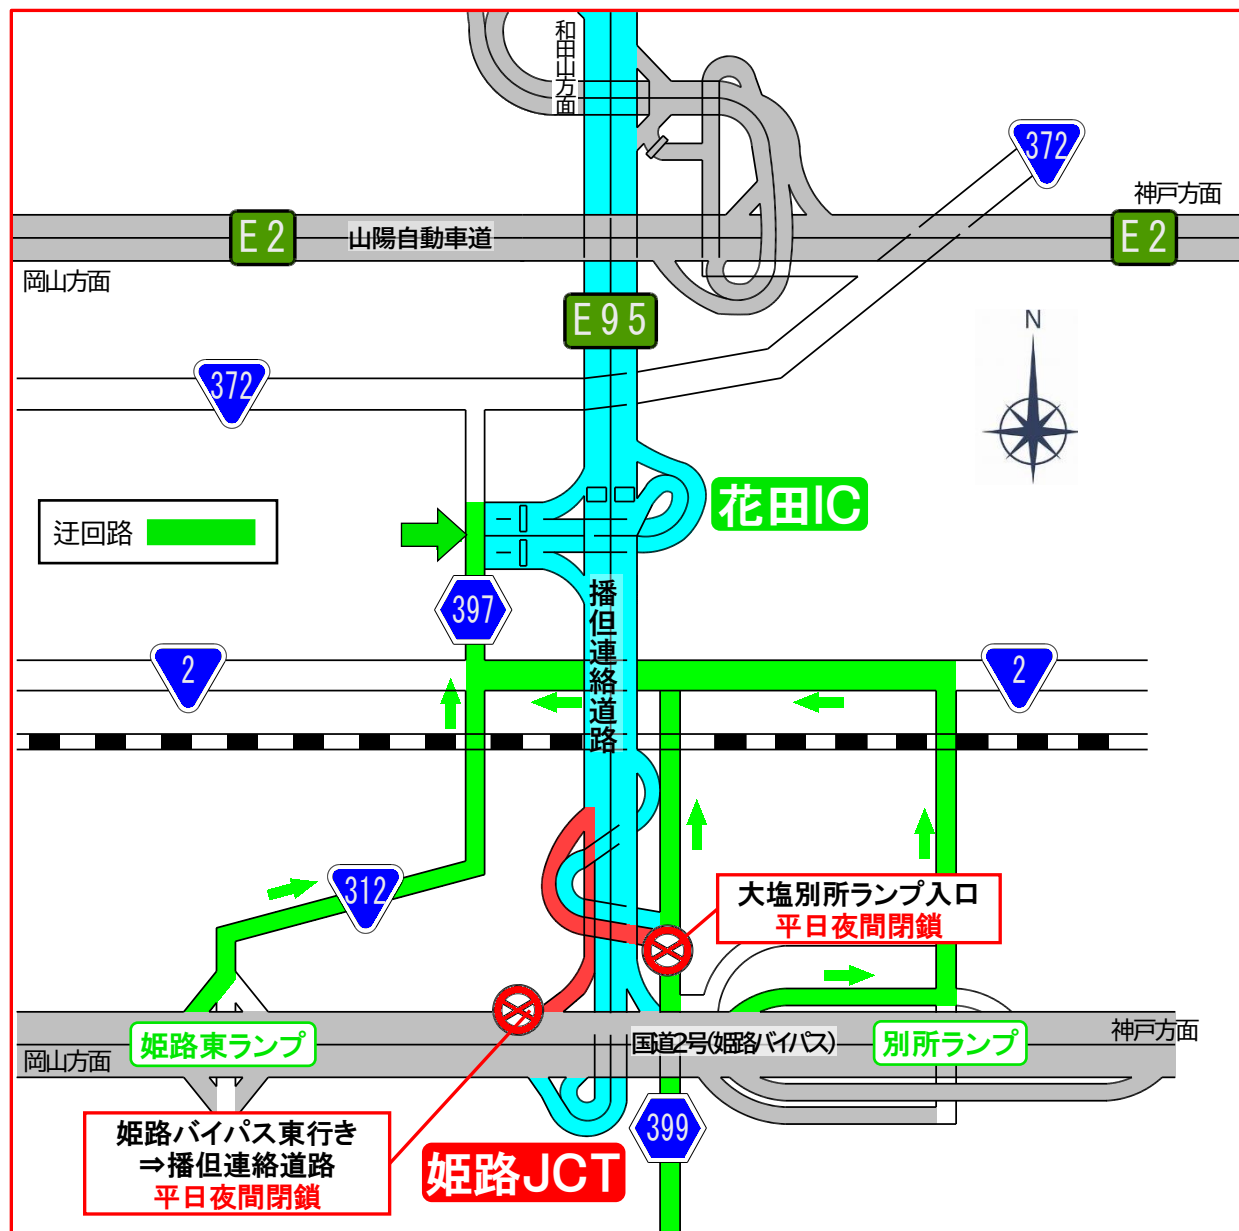 和田山方面
372
神戸方面
E2
山陽自動車道
E2
岡山方面
E95
N
372
花田IC
迂回路
397
播但連絡道路
2
2
312
大塩別所ランプ入口
平日夜間閉鎖
姫路東ランプ
国道2号(姫路バイパス)
別所ランプ
神戸方面
岡山方面
399
姫路バイパス東行き
⇒播但連絡道路
平日夜間閉鎖
姫路JCT